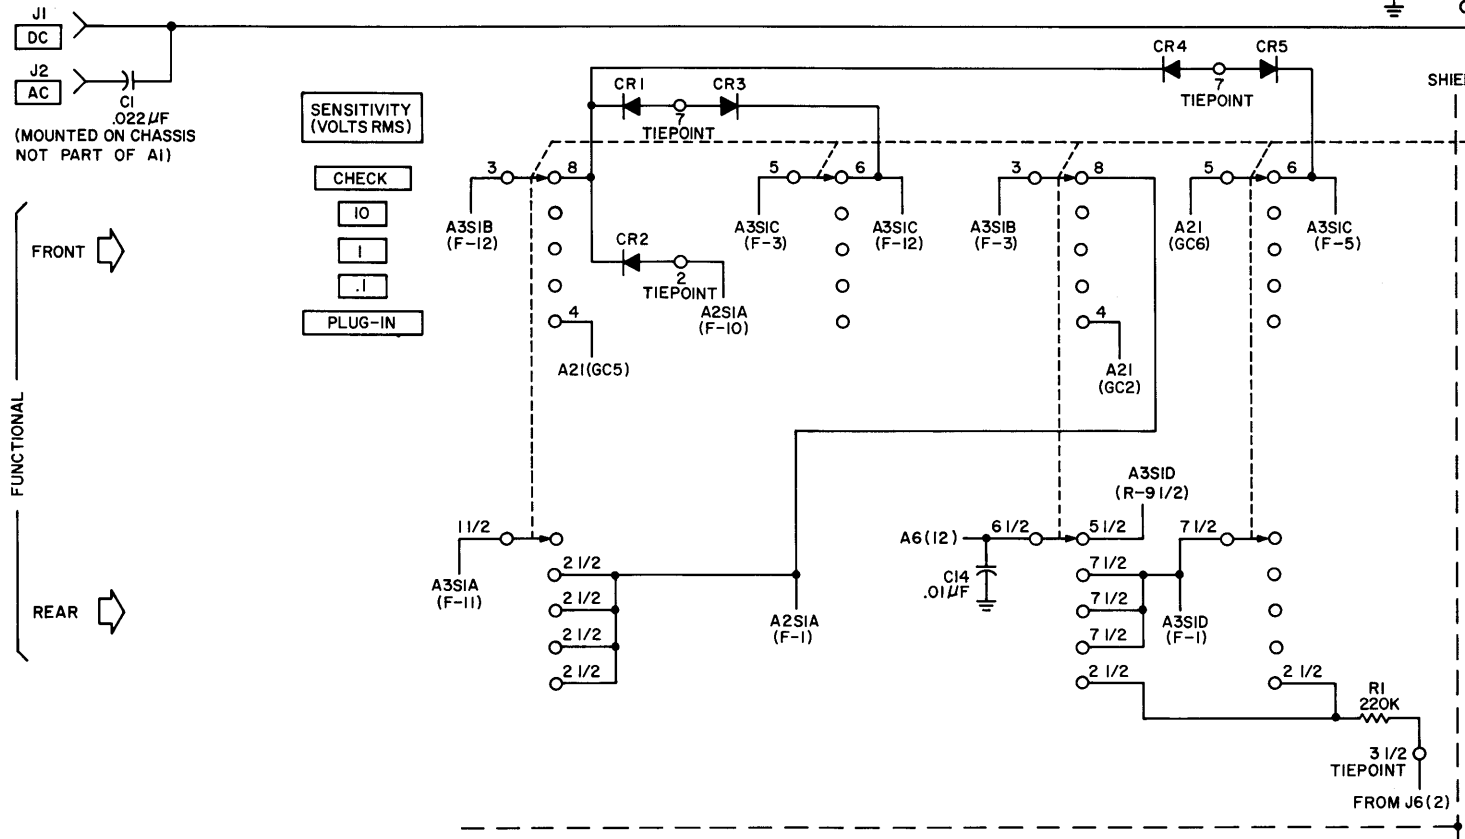 J1
DC
J2
AC
C1
.022µF
(MOUNTED ON CHASSIS
NOT PART OF A1)
SENSITIVITY
(VOLTS RMS)
CHECK
10
1
.1
PLUG-IN
FRONT
FUNCTIONAL
REAR
CR4
CR5
7
TIEPOINT
SHIE
CR1
CR3
7
TIEPOINT
3
8
5
6
3
8
5
6
A3S1B
(F-12)
A3S1C
(F-3)
A3S1C
(F-12)
A3S1B
(F-3)
A21
(GC6)
A3S1C
(F-5)
CR2
2
TIEPOINT
A2S1A
(F-10)
4
A21(GC5)
4
A21
(GC2)
A3S1D
(R-9 1/2)
1 1/2
A6(12)
6 1/2
5 1/2
7 1/2
2 1/2
7 1/2
A3S1A
(F-11)
C14
.01µF
2 1/2
7 1/2
A2S1A
(F-1)
A3S1D
(F-1)
2 1/2
7 1/2
2 1/2
2 1/2
2 1/2
R1
220K
3 1/2
TIEPOINT
FROM J6(2)